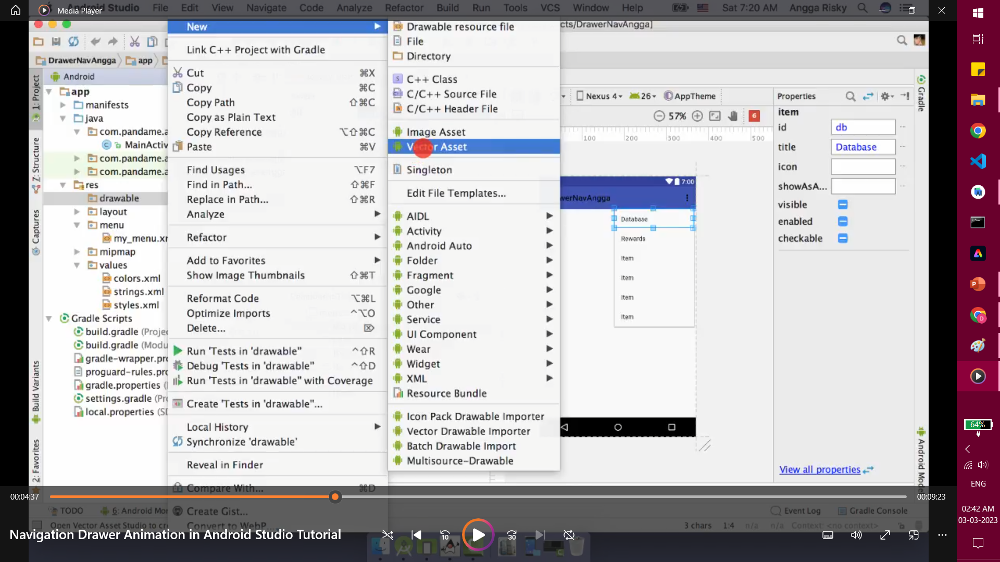 Media Player
Android Studio File Edit View Navigate Code Analyze Refactor Build Run Tools VCS Window Help
Sat 7:20 AM Angga Risky
cts/DrawerNavAngga]
DrawerNavAngga
app
Android
1: Project
Z: Structure
Captures
Build Variants
2: Favorites
app
manifests
java
com.pandame.a
MainActiv
com.pandame.a
com.pandame.a
res
drawable
layout
menu
my_menu.xr
mipmap
values
colors.xml
strings.xml
styles.xml
Gradle Scripts
build.gradle (Projec
build.gradle (Modu
gradle-wrapper.pro
proguard-rules.pro
gradle.properties (
settings.gradle (Pro
local.properties (SD
New
Link C++ Project with Gradle
Cut ⌘X
Copy ⌘C
Copy Path ⇧⌘C
Copy as Plain Text
Copy Reference ⌥⇧⌘C
Paste ⌘V
Find Usages ⌥F7
Find in Path... ⇧⌘F
Replace in Path... ⇧⌘R
Analyze
Refactor
Add to Favorites
Show Image Thumbnails ⇧⌘T
Reformat Code ⌥⌘L
Optimize Imports ^⌥O
Delete... ⌦
Run 'Tests in 'drawable'' ^⇧R
Debug 'Tests in 'drawable'' ^⇧D
Run 'Tests in 'drawable'' with Coverage
Create 'Tests in 'drawable''...
Local History
Synchronize 'drawable'
Reveal in Finder
Compare With... ⌘D
Create Gist...
Convert to WebP...
Drawable resource file
File
Directory
C++ Class
C/C++ Source File
C/C++ Header File
Image Asset
Vector Asset
Singleton
Edit File Templates...
AIDL
Activity
Android Auto
Folder
Fragment
Google
Other
Service
UI Component
Wear
Widget
XML
Resource Bundle
Icon Pack Drawable Importer
Vector Drawable Importer
Batch Drawable Import
Multisource-Drawable
Nexus 4 26 AppTheme
57% 6
100 200 300 400 500
7:00
werNavAngga
Database
Rewards
Item
Item
Item
Item
Properties
item
id db
title Database
icon
showAsA...
visible
enabled
checkable
View all properties
Gradle
Android Mode
TODO
6: Android Mor
Event Log
Gradle Console
Open Vector Asset Studio to cre
3 chars 1:4 n/a n/a Context: <no context>
00:04:37
00:09:23
Navigation Drawer Animation in Android Studio Tutorial
10
30
64%
ENG
02:42 AM
03-03-2023